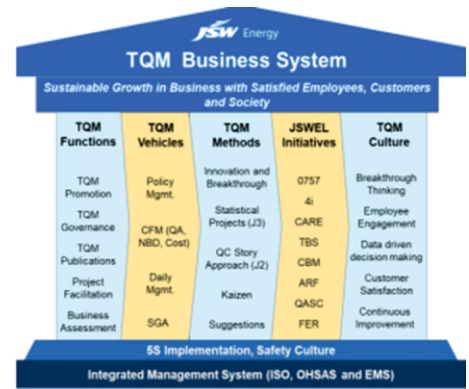 JSW Energy
TQM Business System
Sustainable Growth in Business with Satisfied Employees, Customers
and Society
TQM
Functions
TQM
Promotion
TQM
Governance
TQM
Publications
Project
Facilitation
Business
Assessment
TQM
Vehicles
Policy
Mgmt.
CFM (QA,
NBD, Cost)
Daily
Mgmt.
SGA
TQM
Methods
Innovation and
Breakthrough
Statistical
Projects (J3)
QC Story
Approach (J2)
Kaizen
Suggestions
JSWEL
Initiatives
0757
4i
CARE
TBS
CBM
ARF
QASC
FER
TQM
Culture
Breakthrough
Thinking
Employee
Engagement
Data driven
decision making
Customer
Satisfaction
Continuous
Improvement
5S Implementation, Safety Culture
Integrated Management System (ISO, OHSAS and EMS)